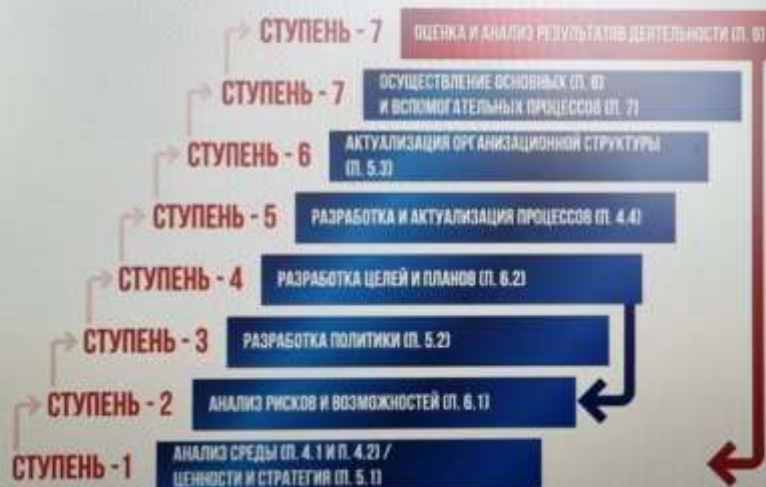 СТУПЕНЬ - 7
ОЦЕНКА И АНАЛИЗ РЕЗУЛЬТАТОВ ДЕЯТЕЛЬНОСТИ (П. 9)
СТУПЕНЬ - 7
ОСУЩЕСТВЛЕНИЕ ОСНОВНЫХ (П. 8)
И ВСПОМОГАТЕЛЬНЫХ ПРОЦЕССОВ (П. 7)
СТУПЕНЬ - 6
АКТУАЛИЗАЦИЯ ОРГАНИЗАЦИОННОЙ СТРУКТУРЫ
(П. 5.3)
СТУПЕНЬ - 5
РАЗРАБОТКА И АКТУАЛИЗАЦИЯ ПРОЦЕССОВ (П. 4.4)
СТУПЕНЬ - 4
РАЗРАБОТКА ЦЕЛЕЙ И ПЛАНОВ (П. 6.2)
СТУПЕНЬ - 3
РАЗРАБОТКА ПОЛИТИКИ (П. 5.2)
СТУПЕНЬ - 2
АНАЛИЗ РИСКОВ И ВОЗМОЖНОСТЕЙ (П. 6.1)
СТУПЕНЬ -1
АНАЛИЗ СРЕДЫ (П. 4.1 И П. 4.2) /
ЦЕННОСТИ И СТРАТЕГИЯ (П. 5.1)